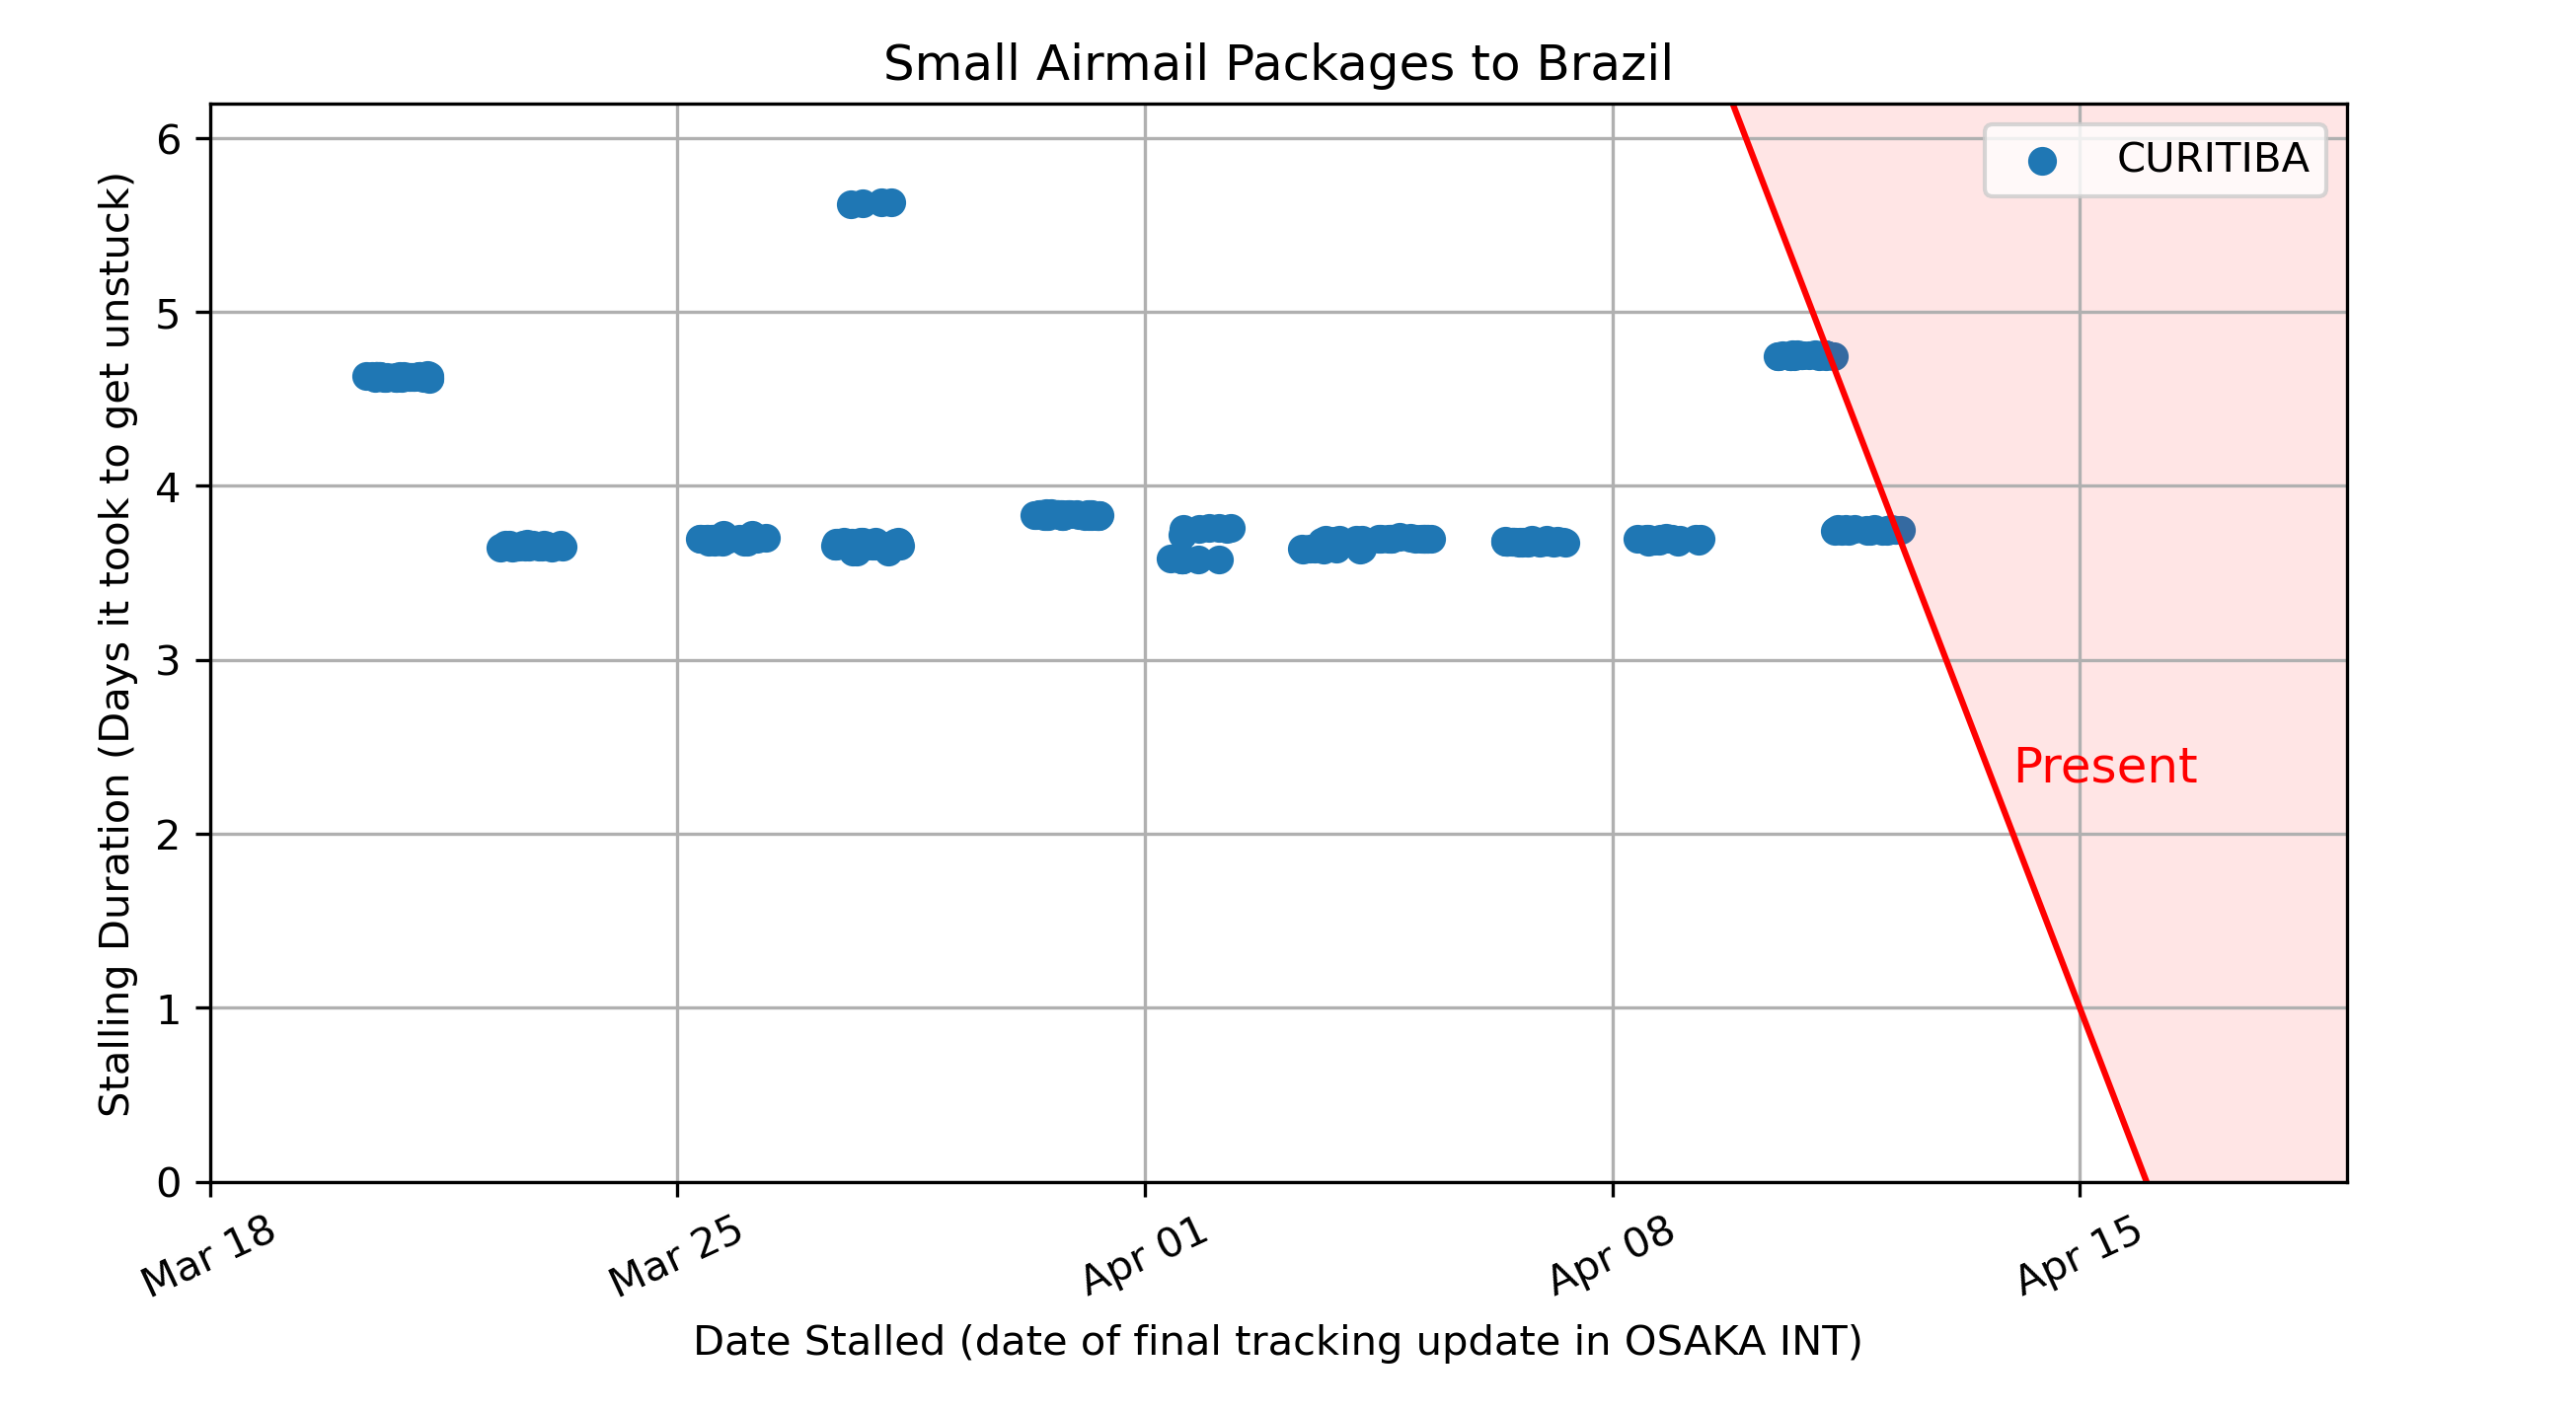 Small Airmail Packages to Brazil
CURITIBA
Stalling Duration (Days it took to get unstuck)
6
5
4
3
2
1
0
Present
Mar 18
Mar 25
Apr 01
Apr 08
Apr 15
Date Stalled (date of final tracking update in OSAKA INT)